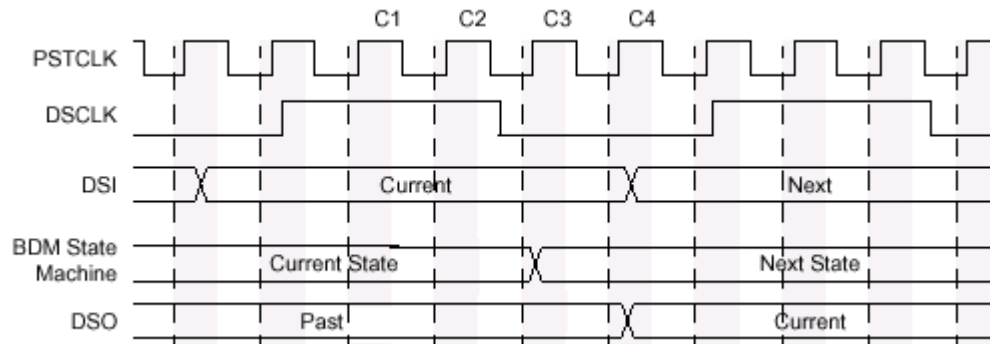 C1 C2 C3 C4
PSTCLK
DSCLK
DSI Current Next
BDM State
Machine Current State Next State
DSO Past Current